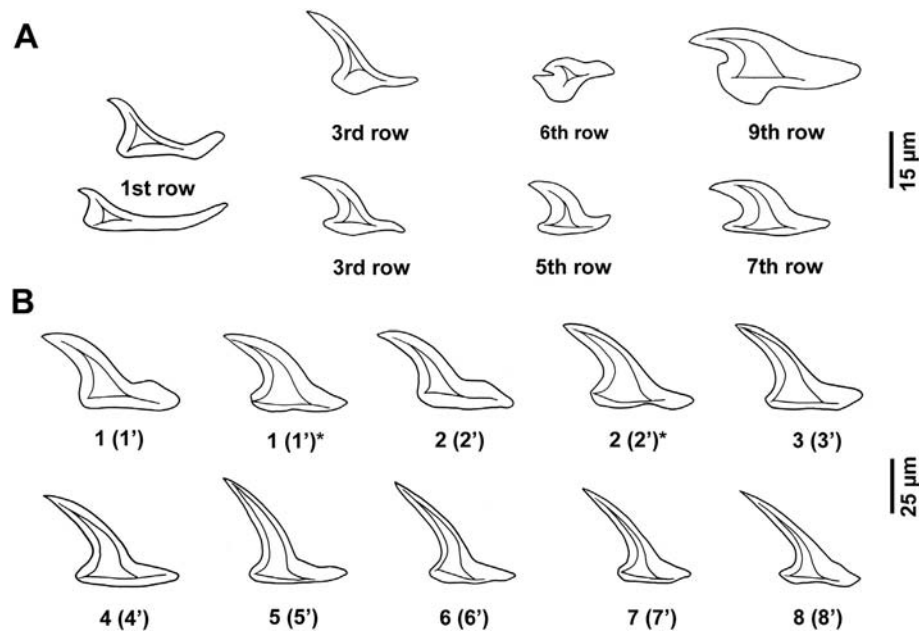 A
3rd row
6th row
9th row
1st row
15 µm
3rd row
5th row
7th row
B
1 (1')
1 (1')*
2 (2')
2 (2')*
3 (3')
25 µm
4 (4')
5 (5')
6 (6')
7 (7')
8 (8')